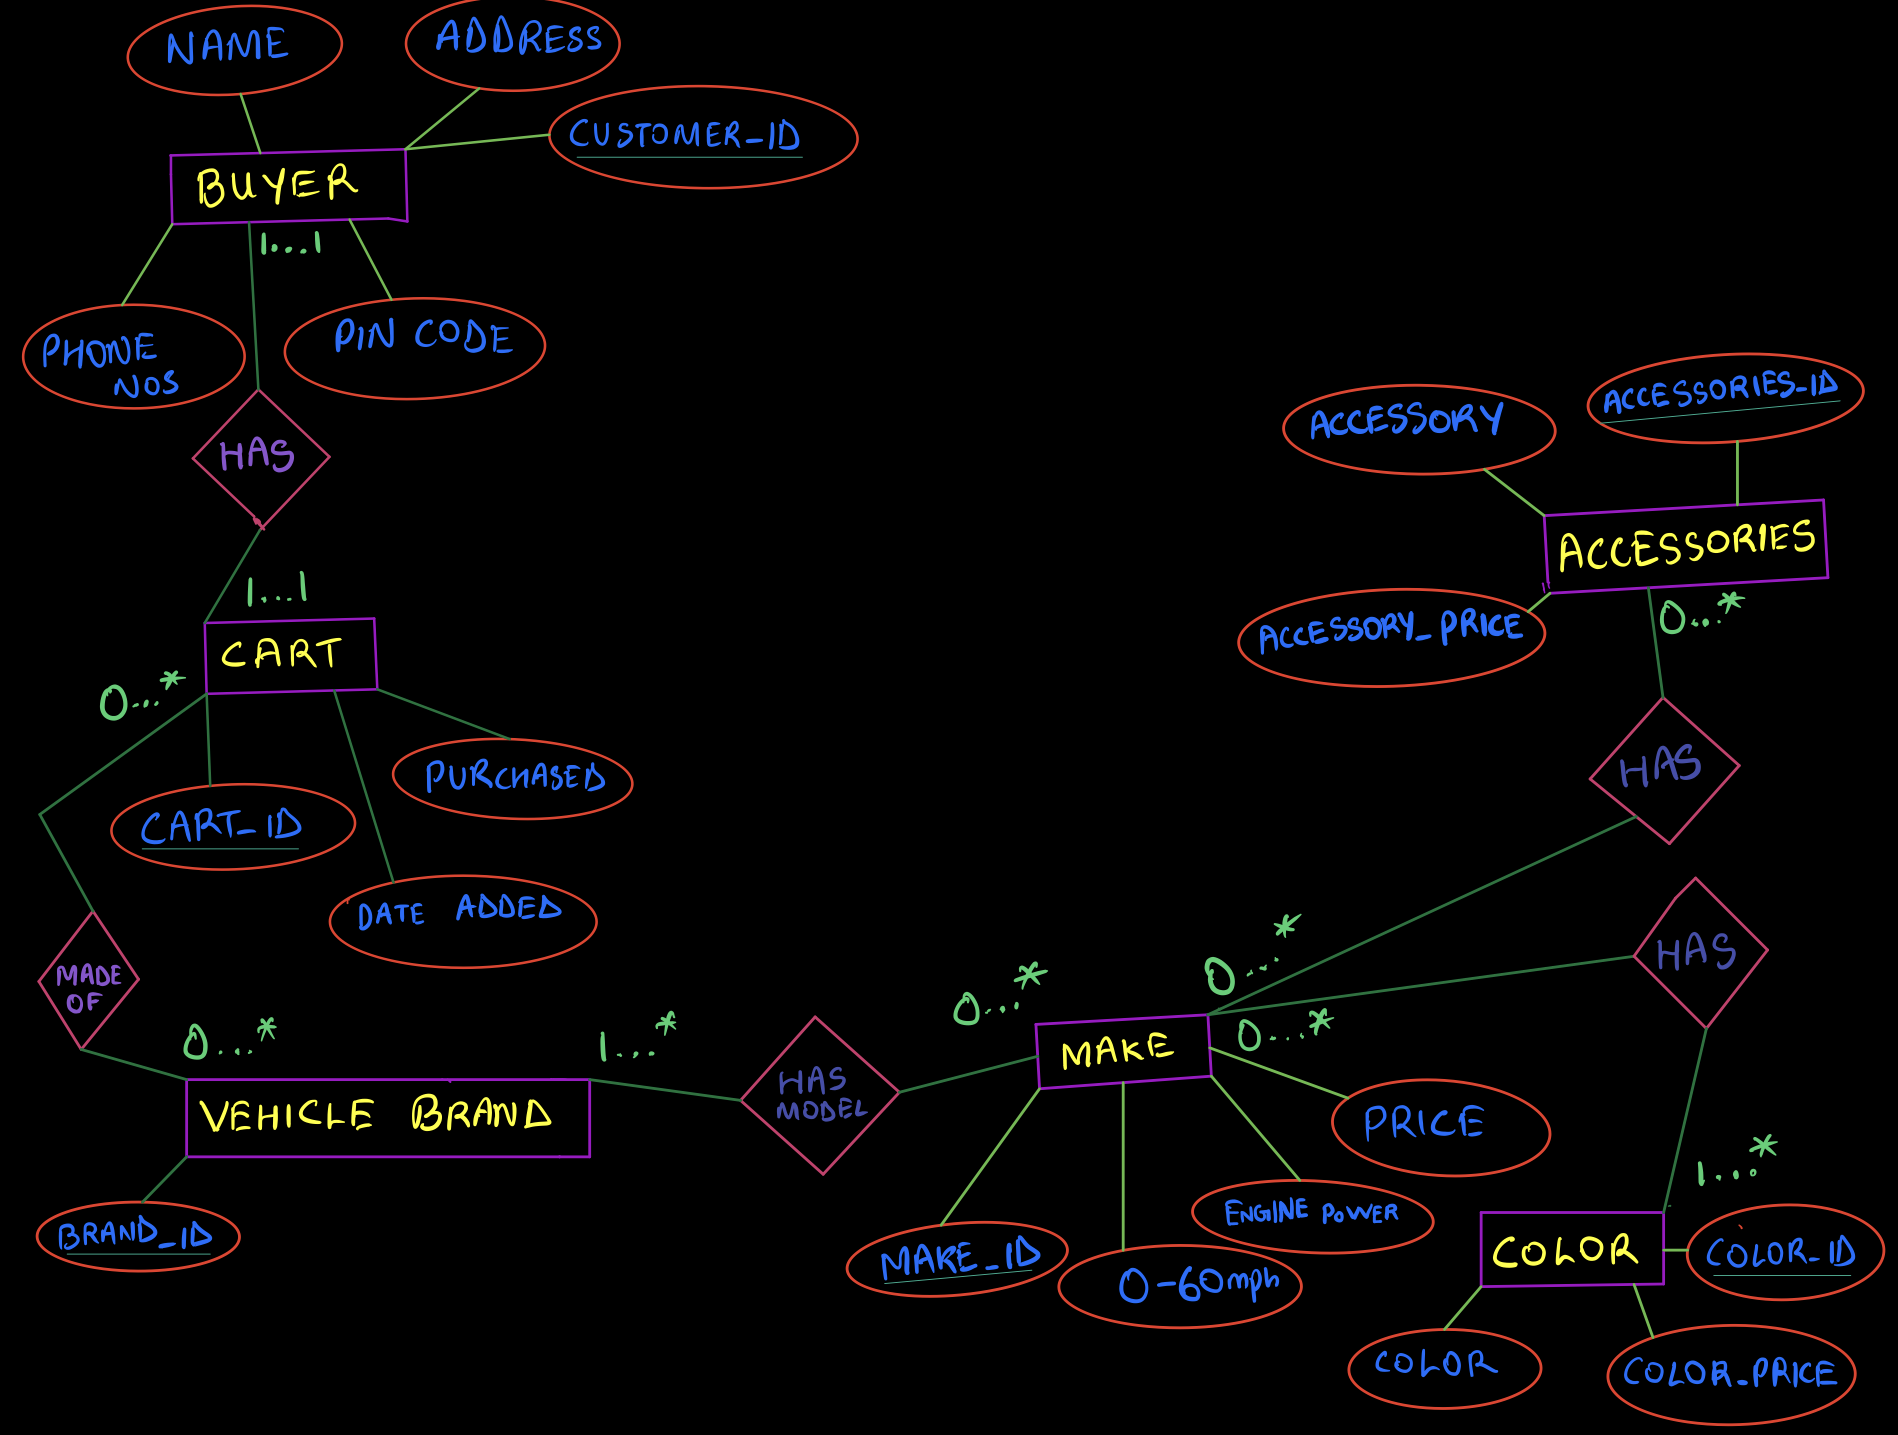 NAME
ADDRESS
CUSTOMER_ID
BUYER
1...1
PHONE
NOS
PIN CODE
HAS
1...1
CART
0...*
PURCHASED
CART_ID
DATE ADDED
MADE
OF
0...*
VEHICLE BRAND
BRAND_ID
1...*
HAS
MODEL
0...*
MAKE
0....*
0...*
PRICE
ENGINE POWER
MAKE_ID
0-60mph
ACCESSORY
ACCESSORIES_ID
ACCESSORIES
ACCESSORY_PRICE
0...*
HAS
HAS
1...*
COLOR
COLOR_ID
COLOR
COLOR_PRICE